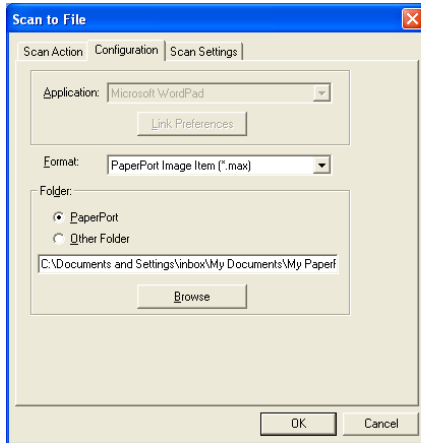 Scan to File
Scan Action Configuration Scan Settings
Application: Microsoft WordPad
Link Preferences
Format: PaperPort Image Item (*.max)
Folder:
PaperPort
Other Folder
C:\Documents and Settings\inbox\My Documents\My PaperF
Browse
OK Cancel